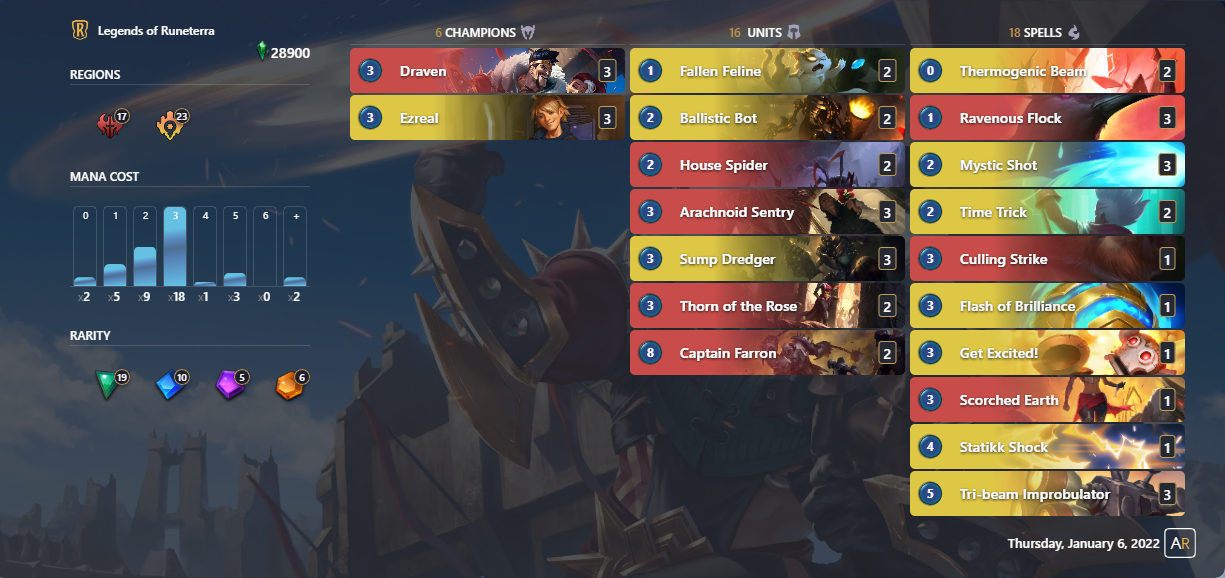 Legends of Runeterra
28900
REGIONS
17
23
MANA COST
0 1 2 3 4 5 6 +
x2 x5 x9 x18 x1 x3 x0 x2
RARITY
19
10
5
6
6 CHAMPIONS
3 Draven 3
3 Ezreal 3
16 UNITS
1 Fallen Feline 2
2 Ballistic Bot 2
2 House Spider 2
3 Arachnoid Sentry 3
3 Sump Dredger 3
3 Thorn of the Rose 2
8 Captain Farron 2
18 SPELLS
0 Thermogenic Beam 2
1 Ravenous Flock 3
2 Mystic Shot 3
2 Time Trick 2
3 Culling Strike 1
3 Flash of Brilliance 1
3 Get Excited! 1
3 Scorched Earth 1
4 Statikk Shock 1
5 Tri-beam Improbulator 3
Thursday, January 6, 2022 AR